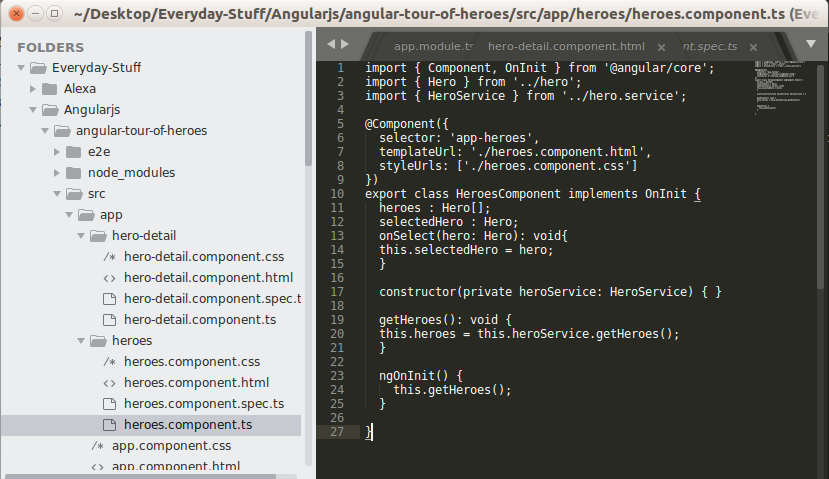 ~/Desktop/Everyday-Stuff/Angularjs/angular-tour-of-heroes/src/app/heroes/heroes.component.ts (Eve
FOLDERS
Everyday-Stuff
Alexa
Angularjs
angular-tour-of-heroes
e2e
node_modules
src
app
hero-detail
/* hero-detail.component.css
<> hero-detail.component.html
hero-detail.component.spec.t
hero-detail.component.ts
heroes
/* heroes.component.css
<> heroes.component.html
heroes.component.spec.ts
heroes.component.ts
/* app.component.css
<> app.component.html
app.module.ts
hero-detail.component.html ×
nt.spec.ts ×
1 import { Component, OnInit } from '@angular/core';
2 import { Hero } from '../hero';
3 import { HeroService } from '../hero.service';
4
5 @Component({
6   selector: 'app-heroes',
7   templateUrl: './heroes.component.html',
8   styleUrls: ['./heroes.component.css']
9 })
10 export class HeroesComponent implements OnInit {
11   heroes : Hero[];
12   selectedHero : Hero;
13   onSelect(hero: Hero): void{
14   this.selectedHero = hero;
15   }
16
17   constructor(private heroService: HeroService) { }
18
19   getHeroes(): void {
20   this.heroes = this.heroService.getHeroes();
21   }
22
23   ngOnInit() {
24     this.getHeroes();
25   }
26
27 }